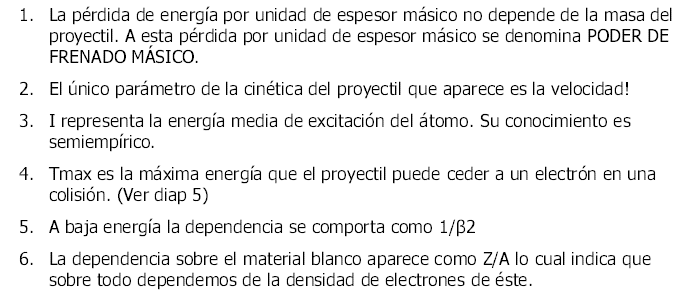 1. La pérdida de energía por unidad de espesor másico no depende de la masa del
proyectil. A esta pérdida por unidad de espesor másico se denomina PODER DE
FRENADO MÁSICO.
2. El único parámetro de la cinética del proyectil que aparece es la velocidad!
3. I representa la energía media de excitación del átomo. Su conocimiento es
semiempírico.
4. Tmax es la máxima energía que el proyectil puede ceder a un electrón en una
colisión. (Ver diap 5)
5. A baja energía la dependencia se comporta como 1/β2
6. La dependencia sobre el material blanco aparece como Z/A lo cual indica que
sobre todo dependemos de la densidad de electrones de éste.